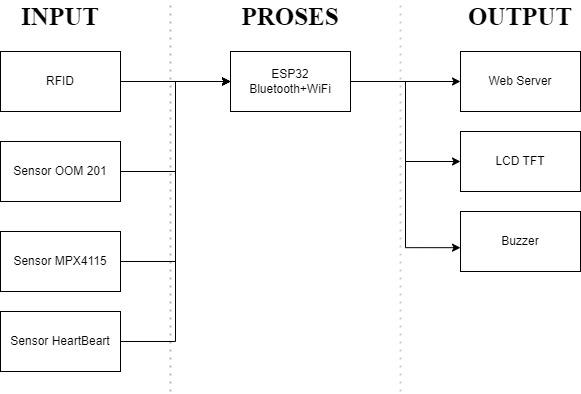 INPUT
PROSES
OUTPUT
RFID
ESP32
Bluetooth+WiFi
Web Server
Sensor OOM 201
LCD TFT
Sensor MPX4115
Buzzer
Sensor HeartBeart